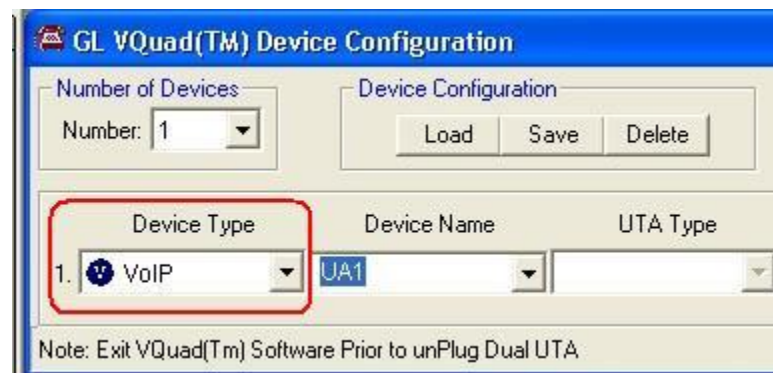 GL VQuad(TM) Device Configuration
Number of Devices
Device Configuration
Number: 1
Load Save Delete
Device Type Device Name UTA Type
1. V VoIP UA1
Note: Exit VQuad(Tm) Software Prior to unPlug Dual UTA